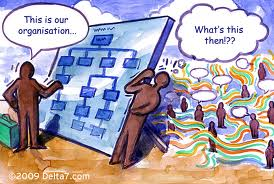 This is our
organisation...
What's this
then!??
©2009 Delta7.com